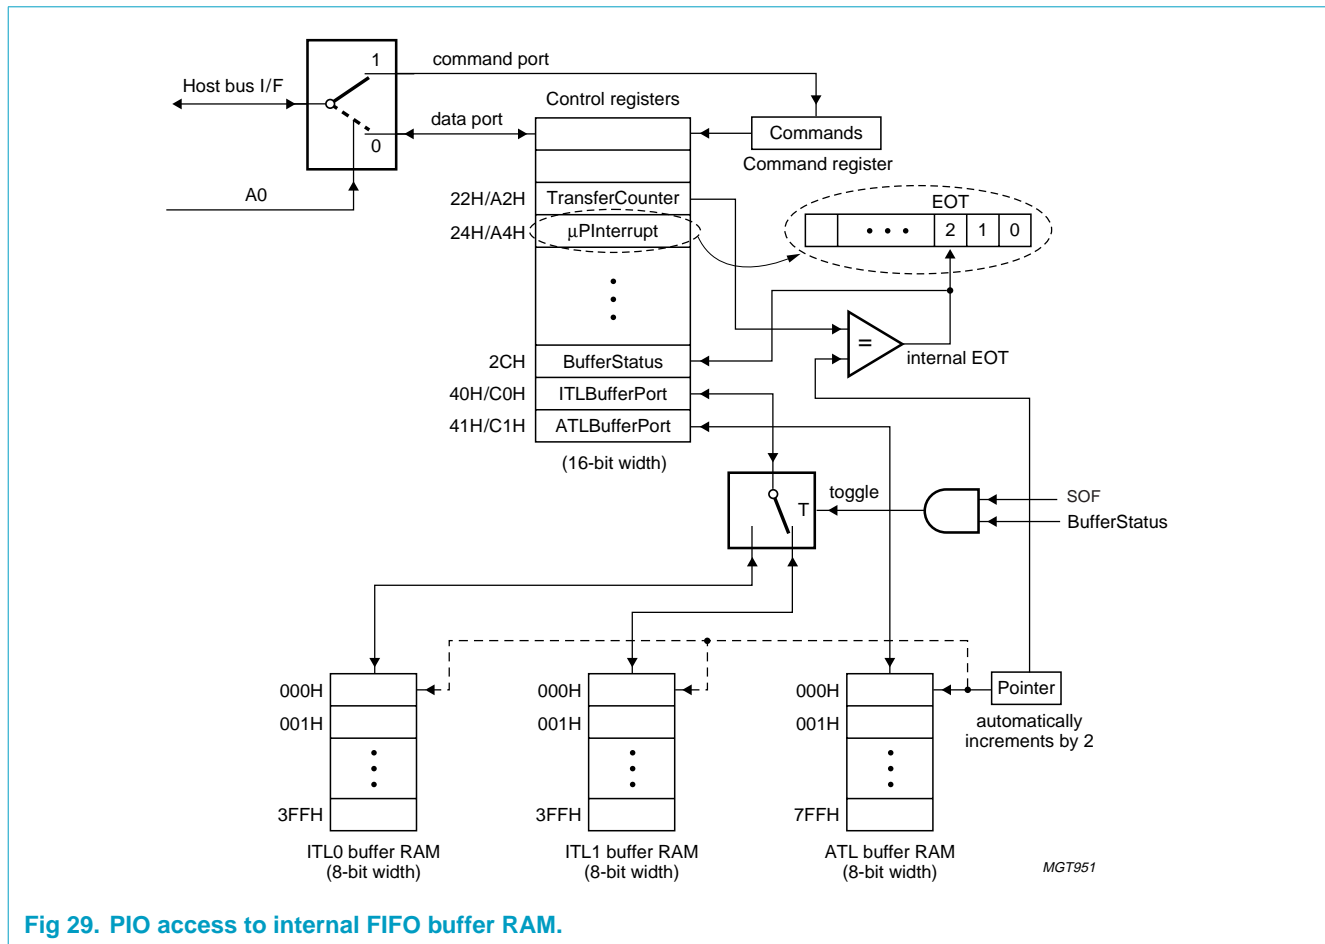 1
command port
Host bus I/F
Control registers
data port
0
Commands
Command register
A0
22H/A2H
TransferCounter
EOT
24H/A4H
µPInterrupt
• • •
2
1
0
=
internal EOT
2CH
BufferStatus
40H/C0H
ITLBufferPort
41H/C1H
ATLBufferPort
(16-bit width)
toggle
T
SOF
BufferStatus
000H
001H
3FFH
ITL0 buffer RAM
(8-bit width)
000H
001H
3FFH
ITL1 buffer RAM
(8-bit width)
000H
001H
7FFH
ATL buffer RAM
(8-bit width)
Pointer
automatically
increments by 2
MGT951
Fig 29. PIO access to internal FIFO buffer RAM.